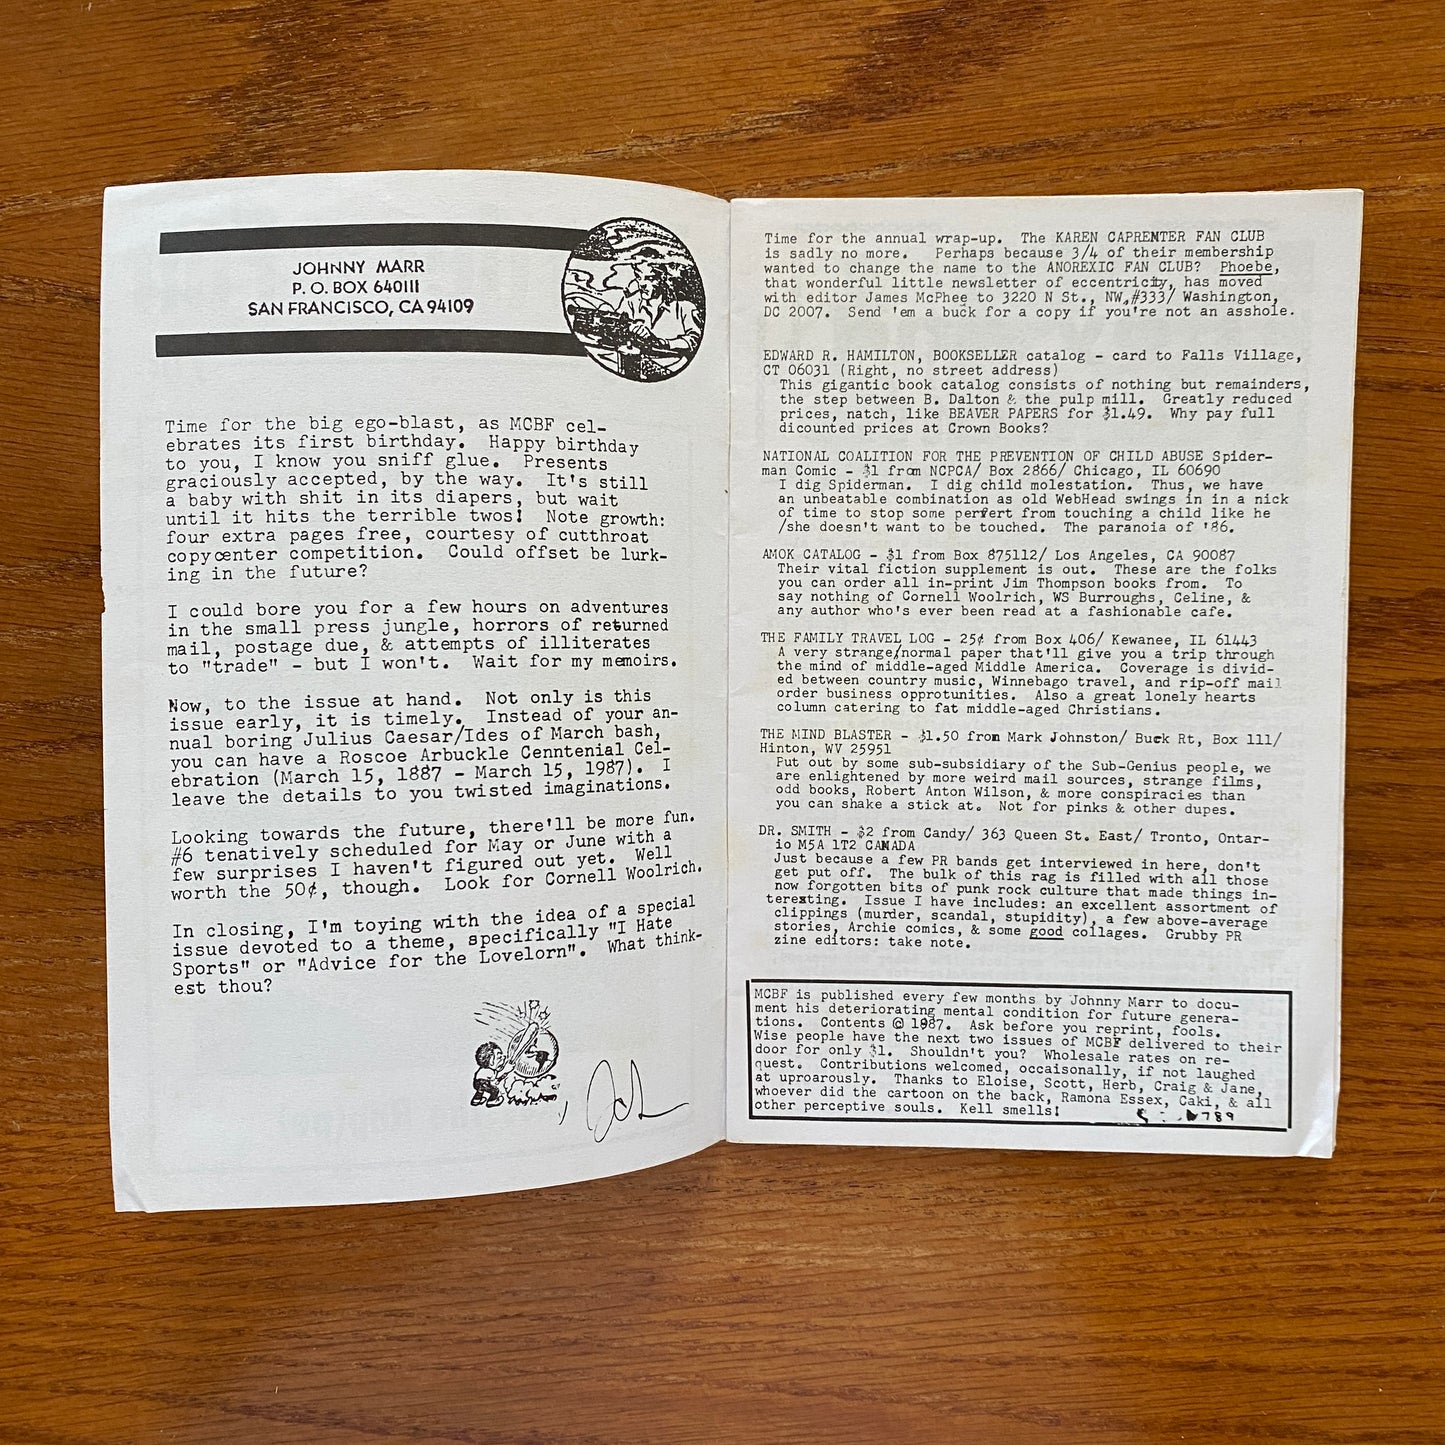 JOHNNY MARR
P. O. BOX 640111
SAN FRANCISCO, CA 94109
Time for the big ego-blast, as MCBF cel-
ebrates its first birthday. Happy birthday
to you, I know you sniff glue. Presents
graciously accepted, by the way. It's still
a baby with shit in its diapers, but wait
until it hits the terrible twos! Note growth:
four extra pages free, courtesy of cutthroat
copycenter competition. Could offset be lurk-
ing in the future?
I could bore you for a few hours on adventures
in the small press jungle, horrors of returned
mail, postage due, & attempts of illiterates
to "trade" - but I won't. Wait for my memoirs.
Now, to the issue at hand. Not only is this
issue early, it is timely. Instead of your an-
nual boring Julius Caesar/Ides of March bash,
you can have a Roscoe Arbuckle Cenntenial Cel-
ebration (March 15, 1887 - March 15, 1987). I
leave the details to you twisted imaginations.
Looking towards the future, there'll be more fun.
#6 tenatively scheduled for May or June with a
few surprises I haven't figured out yet. Well
worth the 50¢, though. Look for Cornell Woolrich.
In closing, I'm toying with the idea of a special
issue devoted to a theme, specifically "I Hate
Sports" or "Advice for the Lovelorn". What think-
est thou?
Time for the annual wrap-up. The KAREN CAPRENTER FAN CLUB
is sadly no more. Perhaps because 3/4 of their membership
wanted to change the name to the ANOREXIC FAN CLUB? Phoebe,
that wonderful little newsletter of eccentricity, has moved
with editor James McPhee to 3220 N St., NW, #333/ Washington,
DC 2007. Send 'em a buck for a copy if you're not an asshole.
EDWARD R. HAMILTON, BOOKSELLER catalog - card to Falls Village,
CT 06031 (Right, no street address)
This gigantic book catalog consists of nothing but remainders,
the step between B. Dalton & the pulp mill. Greatly reduced
prices, natch, like BEAVER PAPERS for $1.49. Why pay full
dicounted prices at Crown Books?
NATIONAL COALITION FOR THE PREVENTION OF CHILD ABUSE Spider-
man Comic - $1 from NCPCA/ Box 2866/ Chicago, IL 60690
I dig Spiderman. I dig child molestation. Thus, we have
an unbeatable combination as old WebHead swings in in a nick
of time to stop some perfert from touching a child like he
/she doesn't want to be touched. The paranoia of '86.
AMOK CATALOG - $1 from Box 875112/ Los Angeles, CA 90087
Their vital fiction supplement is out. These are the folks
you can order all in-print Jim Thompson books from. To
say nothing of Cornell Woolrich, WS Burroughs, Celine, &
any author who's ever been read at a fashionable cafe.
THE FAMILY TRAVEL LOG - 25¢ from Box 406/ Kewanee, IL 61443
A very strange/normal paper that'll give you a trip through
the mind of middle-aged Middle America. Coverage is divid-
ed between country music, Winnebago travel, and rip-off mail
order business opprotunities. Also a great lonely hearts
column catering to fat middle-aged Christians.
THE MIND BLASTER - $1.50 from Mark Johnston/ Buck Rt, Box 111/
Hinton, WV 25951
Put out by some sub-subsidiary of the Sub-Genius people, we
are enlightened by more weird mail sources, strange films,
odd books, Robert Anton Wilson, & more conspiracies than
you can shake a stick at. Not for pinks & other dupes.
DR. SMITH - $2 from Candy/ 363 Queen St. East/ Tronto, Ontar-
io M5A 1T2 CANADA
Just because a few PR bands get interviewed in here, don't
get put off. The bulk of this rag is filled with all those
now forgotten bits of punk rock culture that made things in-
teresting. Issue I have includes: an excellent assortment of
clippings (murder, scandal, stupidity), a few above-average
stories, Archie comics, & some good collages. Grubby PR
zine editors: take note.
MCBF is published every few months by Johnny Marr to docu-
ment his deteriorating mental condition for future genera-
tions. Contents © 1987. Ask before you reprint, fools.
Wise people have the next two issues of MCBF delivered to their
door for only $1. Shouldn't you? Wholesale rates on re-
quest. Contributions welcomed, occaisonally, if not laughed
at uproarously. Thanks to Eloise, Scott, Herb, Craig & Jane,
whoever did the cartoon on the back, Ramona Essex, Caki, & all
other perceptive souls. Kell smells!
789